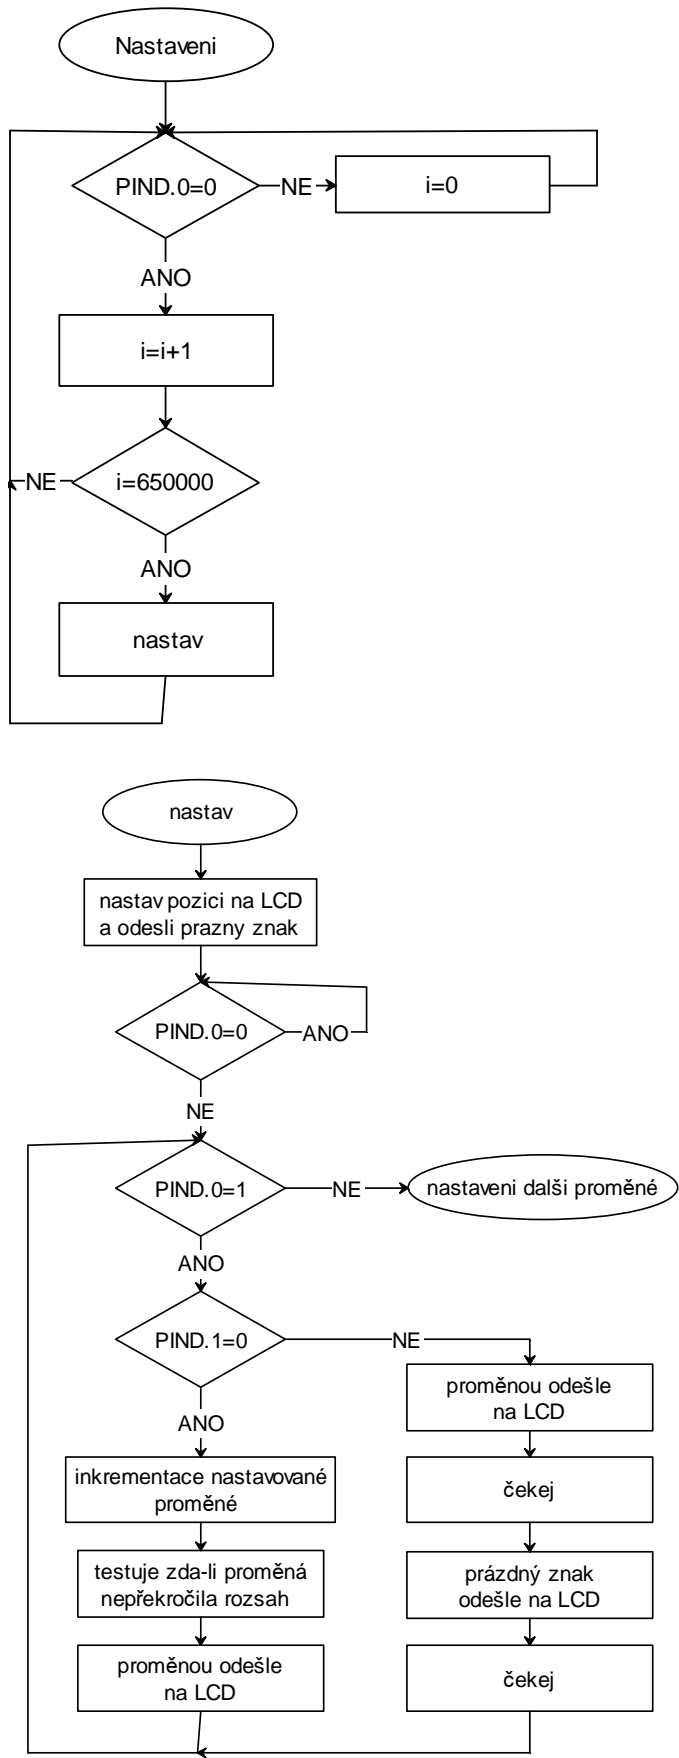 Nastaveni
PIND.0=0
NE
i=0
ANO
i=i+1
i=650000
NE
ANO
nastav
nastav
nastav pozici na LCD
a odesli prazny znak
PIND.0=0
ANO
NE
PIND.0=1
NE
nastaveni dalši proměné
ANO
PIND.1=0
NE
proměnou odešle
na LCD
ANO
inkrementace nastavované
proměné
čekej
testuje zda-li proměná
nepřekročila rozsah
prázdný znak
odešle na LCD
proměnou odešle
na LCD
čekej